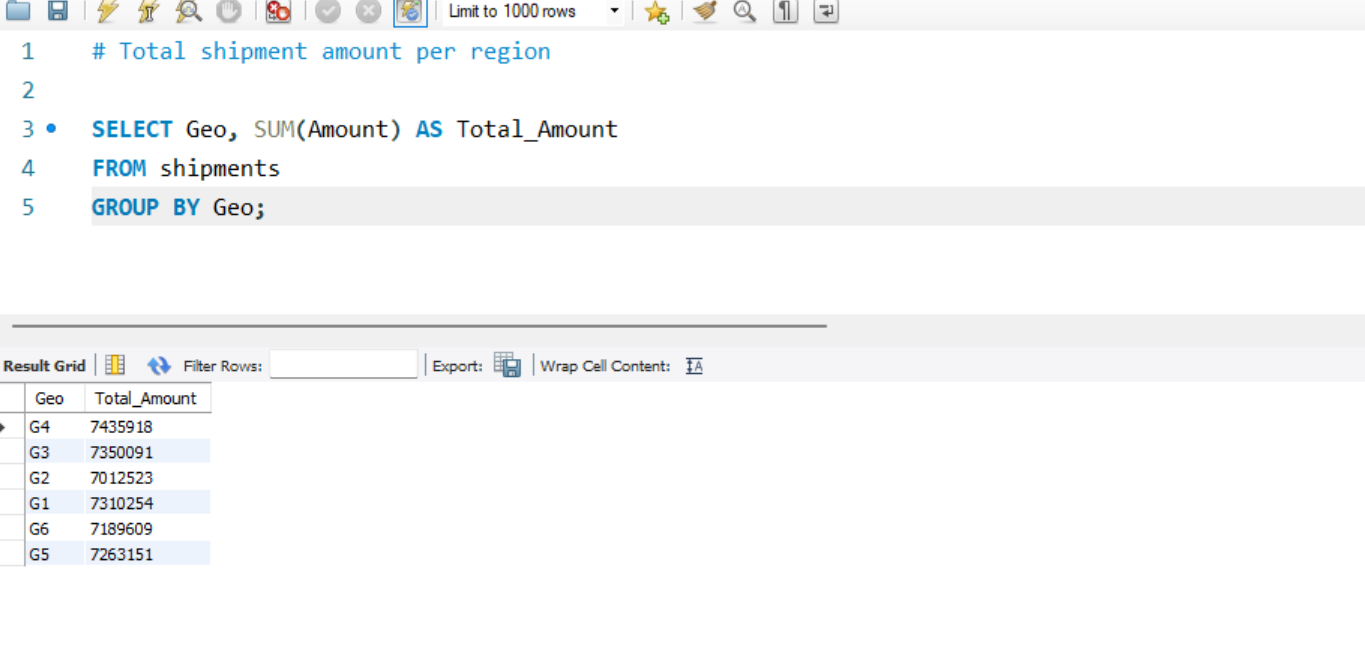 Limit to 1000 rows
1 # Total shipment amount per region
2
3 SELECT Geo, SUM(Amount) AS Total_Amount
4 FROM shipments
5 GROUP BY Geo;
Result Grid Filter Rows: Export: Wrap Cell Content:
Geo Total_Amount
G4 7435918
G3 7350091
G2 7012523
G1 7310254
G6 7189609
G5 7263151